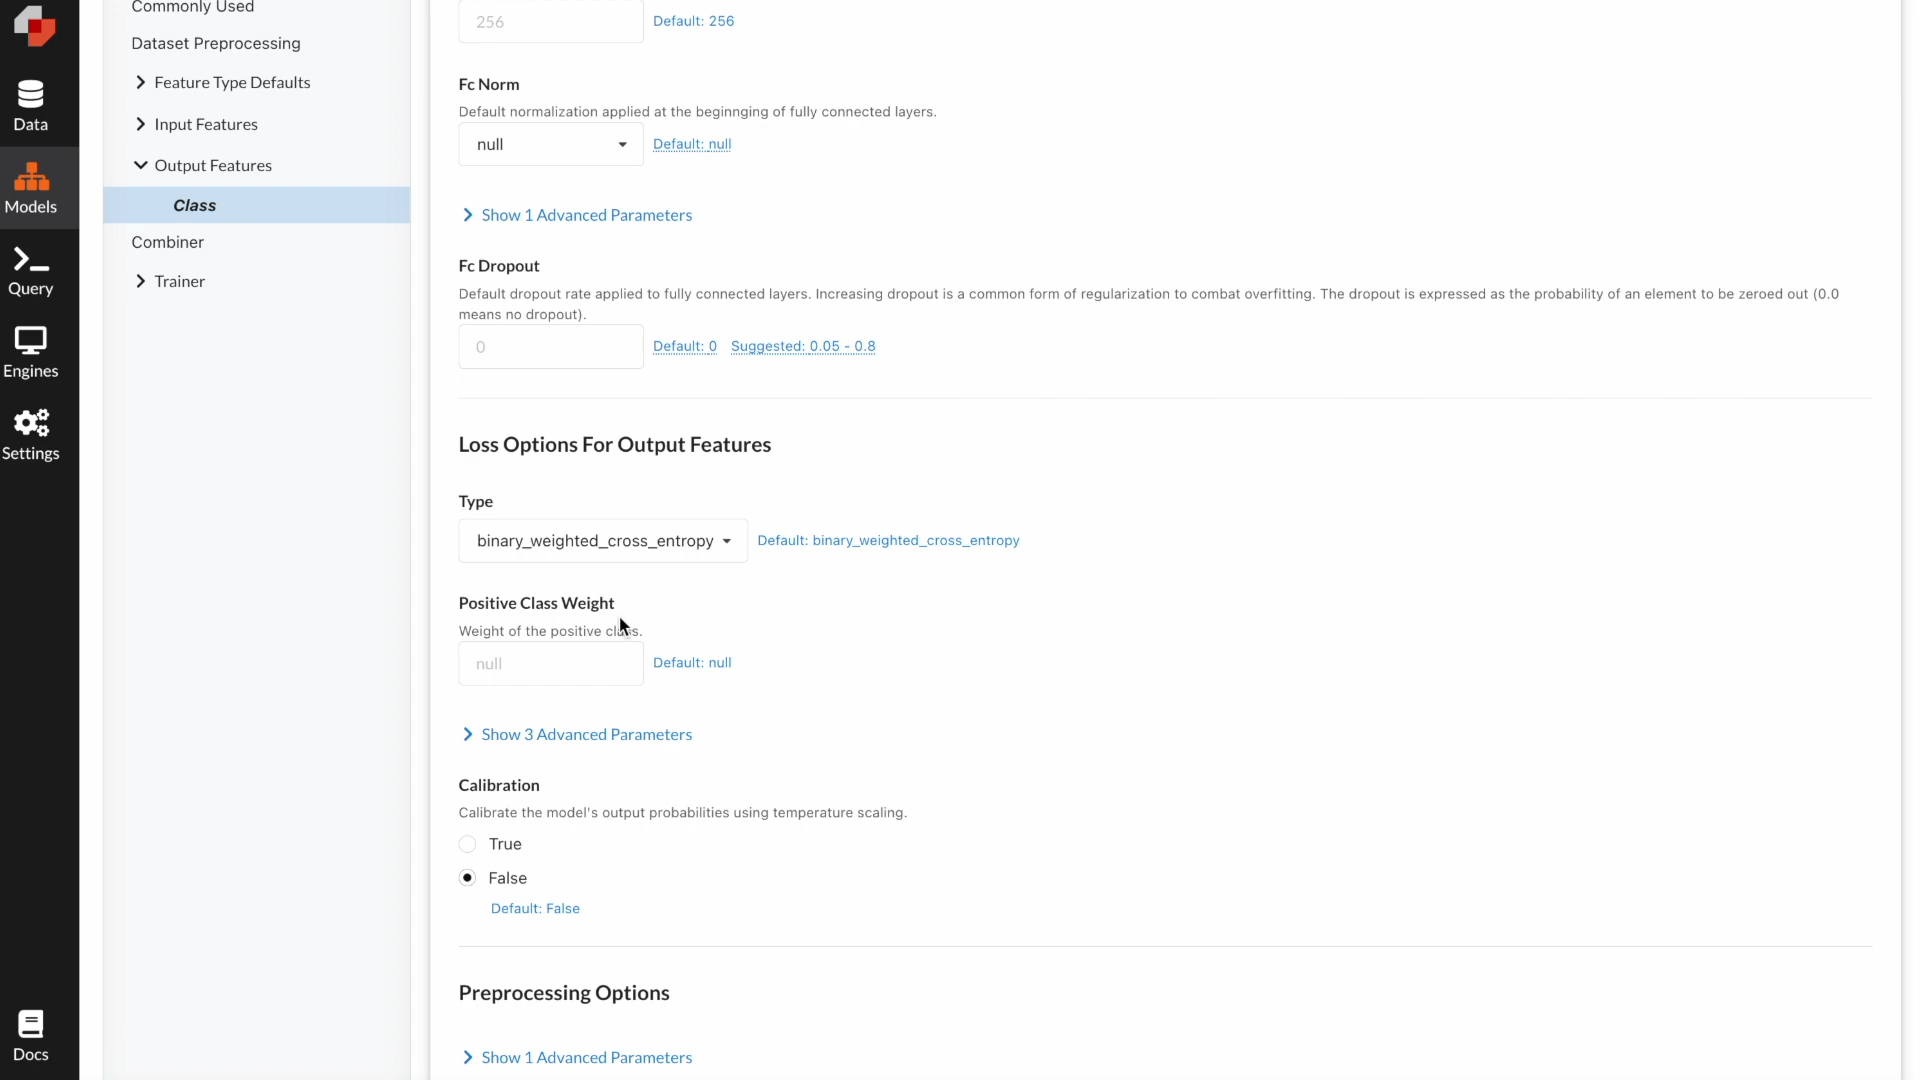 Commonly Used
Dataset Preprocessing
Feature Type Defaults
Input Features
Output Features
Class
Combiner
Trainer
Data
Models
Query
Engines
Settings
Docs
256 Default: 256
Fc Norm
Default normalization applied at the beginnging of fully connected layers.
null Default: null
Show 1 Advanced Parameters
Fc Dropout
Default dropout rate applied to fully connected layers. Increasing dropout is a common form of regularization to combat overfitting. The dropout is expressed as the probability of an element to be zeroed out (0.0
means no dropout).
0 Default: 0 Suggested: 0.05 - 0.8
Loss Options For Output Features
Type
binary_weighted_cross_entropy Default: binary_weighted_cross_entropy
Positive Class Weight
Weight of the positive class.
null Default: null
Show 3 Advanced Parameters
Calibration
Calibrate the model's output probabilities using temperature scaling.
True
False
Default: False
Preprocessing Options
Show 1 Advanced Parameters